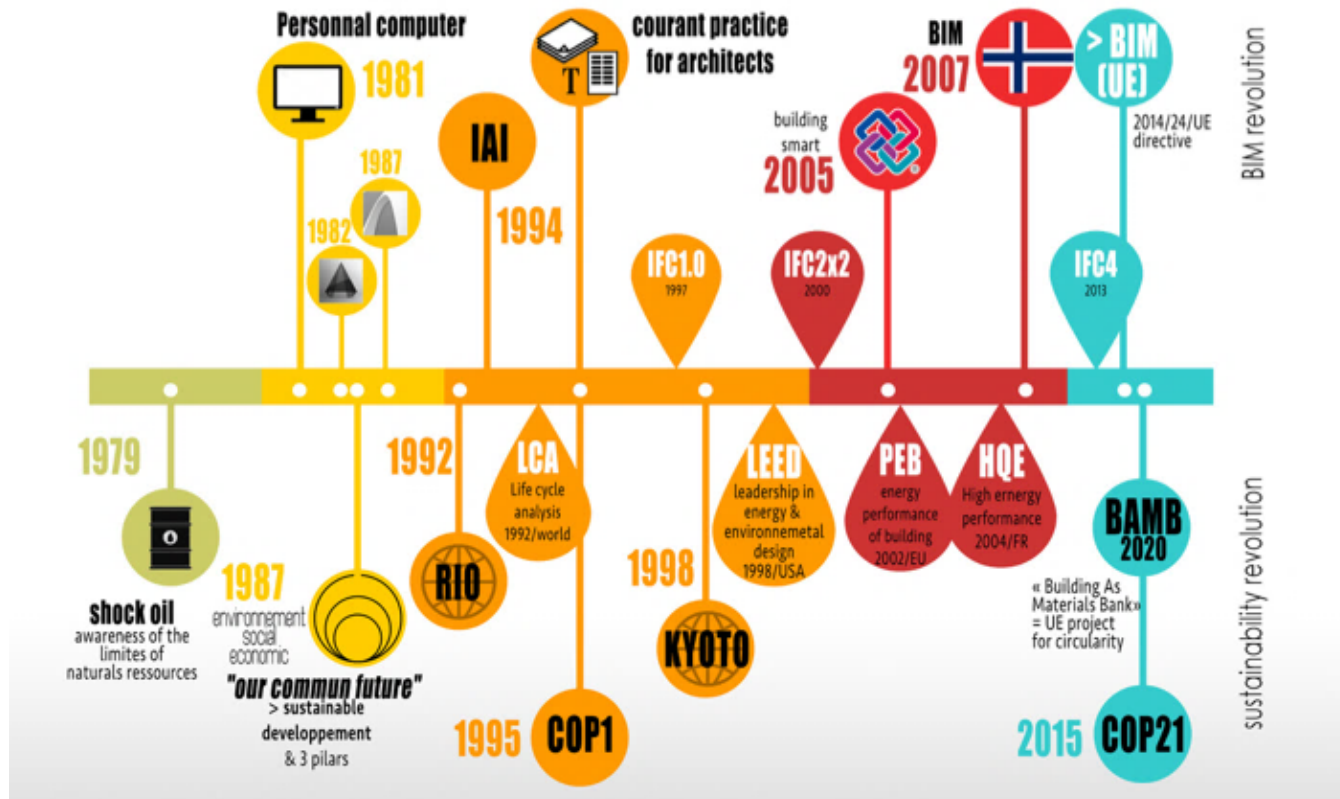 Personnal computer
1981
1987
1982
IAI
1994
T
courant practice
for architects
IFC1.0
1997
building
smart
2005
IFC2x2
2000
BIM
2007
> BIM
(UE)
2014/24/UE
directive
IFC4
2013
BIM revolution
1979
shock oil
awareness of the
limites of
naturals ressources
1987
environnement
social
economic
"our commun future"
> sustainable
developpement
& 3 pilars
1992
RIO
LCA
Life cycle
analysis
1992/world
1995
COP1
1998
KYOTO
LEED
leadership in
energy &
environnemetal
design
1998/USA
PEB
energy
performance
of building
2002/EU
HQE
High ernergy
performance
2004/FR
BAMB
2020
« Building As
Materials Bank»
= UE project
for circularity
2015
COP21
sustainability revolution